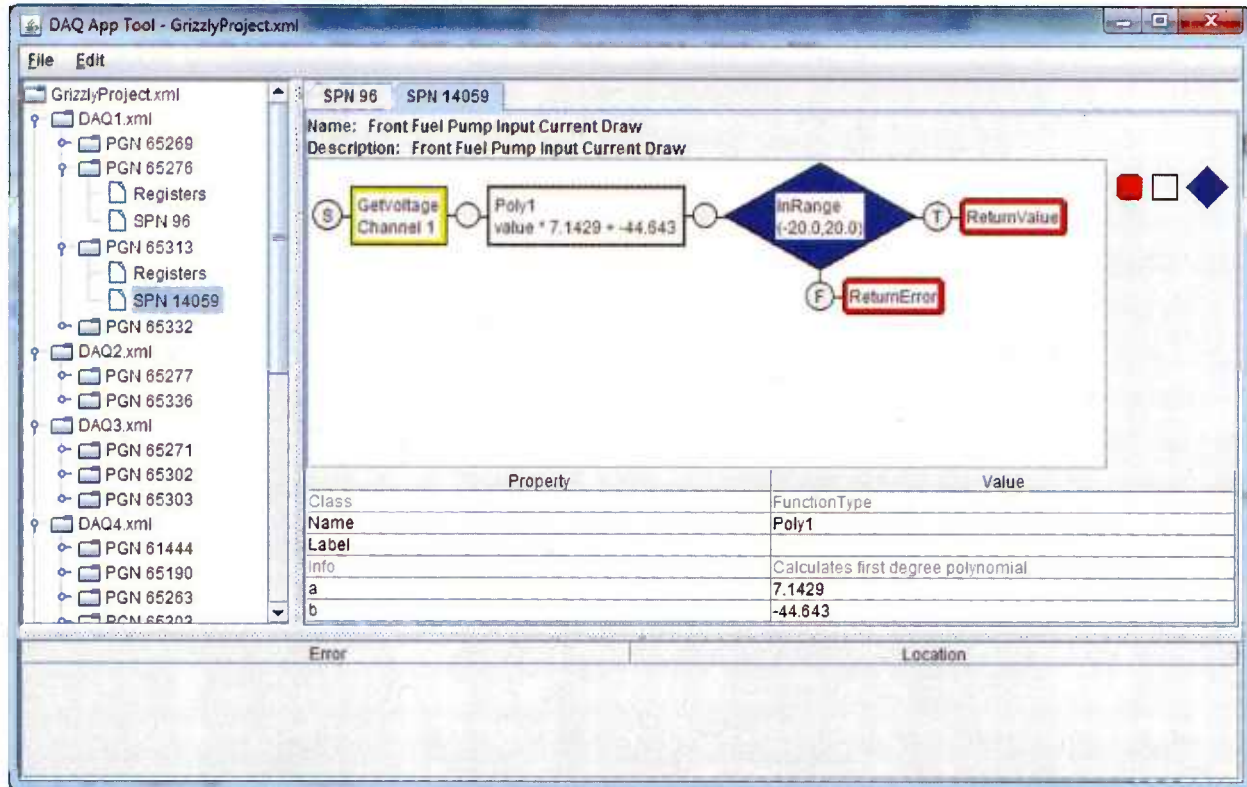 DAQ App Tool - GrizzlyProject.xml
File Edit
GrizzlyProject.xml
DAQ1.xml
PGN 65269
PGN 65276
Registers
SPN 96
PGN 65313
Registers
SPN 14059
PGN 65332
DAQ2.xml
PGN 65277
PGN 65336
DAQ3.xml
PGN 65271
PGN 65302
PGN 65303
DAQ4.xml
PGN 61444
PGN 65190
PGN 65263
SPN 96 SPN 14059
Name: Front Fuel Pump Input Current Draw
Description: Front Fuel Pump Input Current Draw
S
Getvoltage
Channel 1
Poly1
value * 7.1429 + -44.643
InRange
(-20.0,20.0)
T
ReturnValue
F
ReturnError
Property Value
Class FunctionType
Name Poly1
Label
Info Calculates first degree polynomial
a 7.1429
b -44.643
Error Location